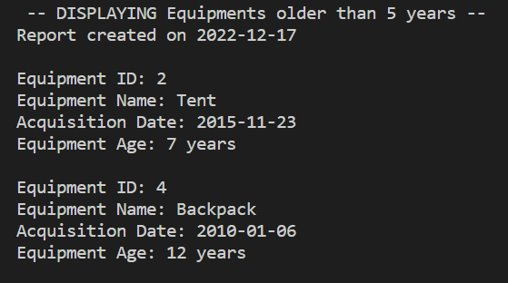 -- DISPLAYING Equipments older than 5 years --
Report created on 2022-12-17
Equipment ID: 2
Equipment Name: Tent
Acquisition Date: 2015-11-23
Equipment Age: 7 years
Equipment ID: 4
Equipment Name: Backpack
Acquisition Date: 2010-01-06
Equipment Age: 12 years